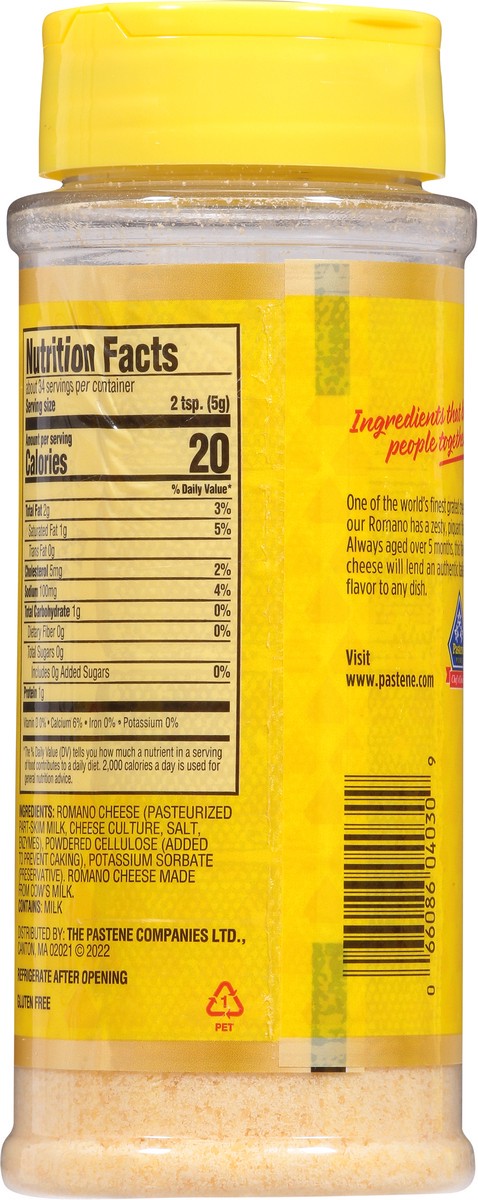 Nutrition Facts
about 34 servings per container
Serving size 2 tsp. (5g)
Amount per serving
Calories 20
% Daily Value*
Total Fat 2g 3%
Saturated Fat 1g 5%
Trans Fat 0g
Cholesterol 5mg 2%
Sodium 100mg 4%
Total Carbohydrate 1g 0%
Dietary Fiber 0g 0%
Total Sugars 0g
Includes 0g Added Sugars 0%
Protein 1g
Vitamin D 0% • Calcium 6% • Iron 0% • Potassium 0%
*The % Daily Value (DV) tells you how much a nutrient in a serving
of food contributes to a daily diet. 2,000 calories a day is used for
general nutrition advice.
INGREDIENTS: ROMANO CHEESE (PASTEURIZED
PART-SKIM MILK, CHEESE CULTURE, SALT,
ENZYMES), POWDERED CELLULOSE (ADDED
TO PREVENT CAKING), POTASSIUM SORBATE
(PRESERVATIVE). ROMANO CHEESE MADE
FROM COW'S MILK.
CONTAINS: MILK
DISTRIBUTED BY: THE PASTENE COMPANIES LTD.,
CANTON, MA 02021 © 2022
REFRIGERATE AFTER OPENING
GLUTEN FREE
1
PET
Ingredients that
people
One of the world's finest grated
our Romano has a zesty, piquant
Always aged over 5 months, this
cheese will lend an authentic
flavor to any dish.
Visit
www.pastene.com
0 66086 04030 9